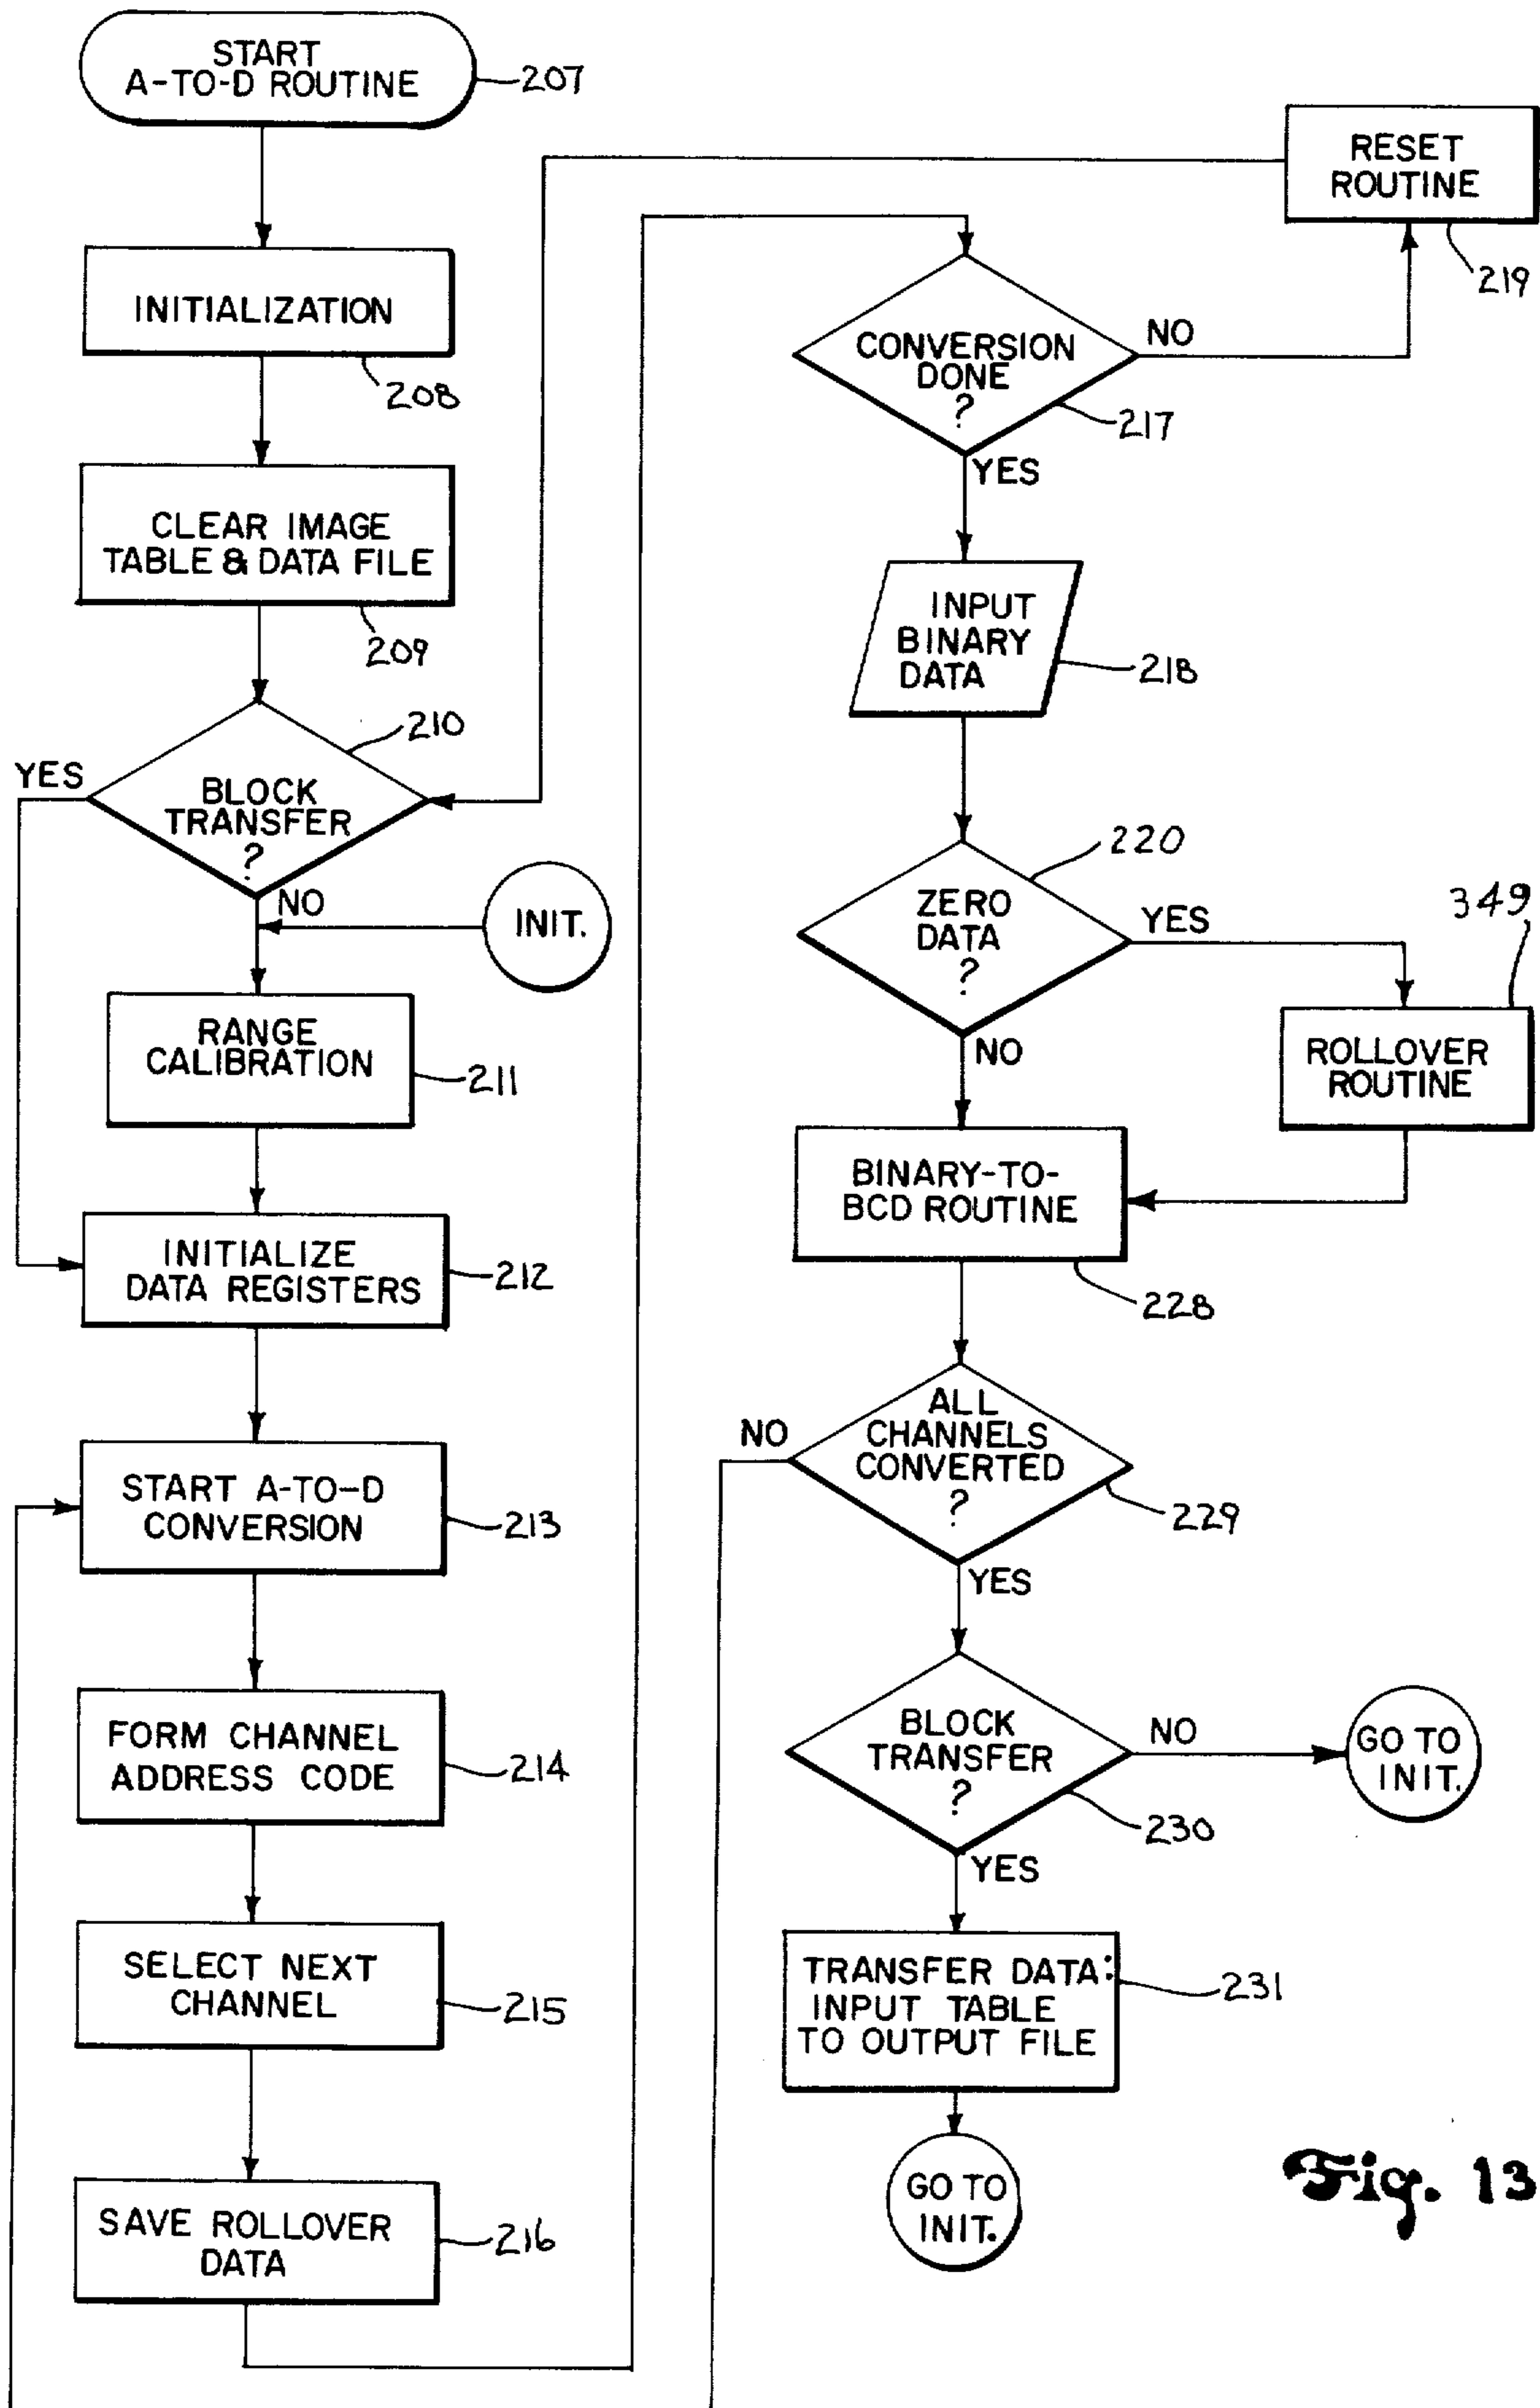 START
A-TO-D ROUTINE
207
INITIALIZATION
208
CLEAR IMAGE
TABLE & DATA FILE
209
210
YES
BLOCK
TRANSFER
?
NO
INIT.
RANGE
CALIBRATION
211
INITIALIZE
DATA REGISTERS
212
START A-TO-D
CONVERSION
213
FORM CHANNEL
ADDRESS CODE
214
SELECT NEXT
CHANNEL
215
SAVE ROLLOVER
DATA
216
RESET
ROUTINE
219
CONVERSION
DONE
?
NO
217
YES
INPUT
BINARY
DATA
218
220
ZERO
DATA
?
YES
349
NO
ROLLOVER
ROUTINE
BINARY-TO-
BCD ROUTINE
228
ALL
CHANNELS
CONVERTED
?
NO
229
YES
BLOCK
TRANSFER
?
NO
GO TO
INIT.
230
YES
TRANSFER DATA:
INPUT TABLE
TO OUTPUT FILE
231
GO TO
INIT.
Fig. 13